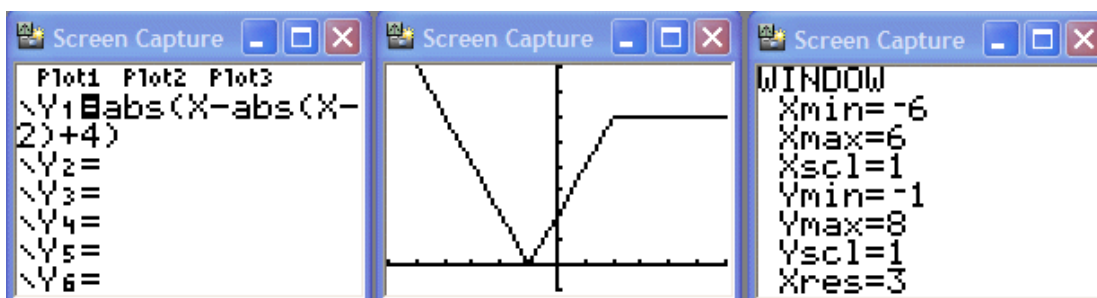 Screen Capture
Plot1 Plot2 Plot3
\Y1=abs(X-abs(X-
2)+4)
\Y2=
\Y3=
\Y4=
\Y5=
\Y6=
Screen Capture
Screen Capture
WINDOW
Xmin=-6
Xmax=6
Xscl=1
Ymin=-1
Ymax=8
Yscl=1
Xres=3